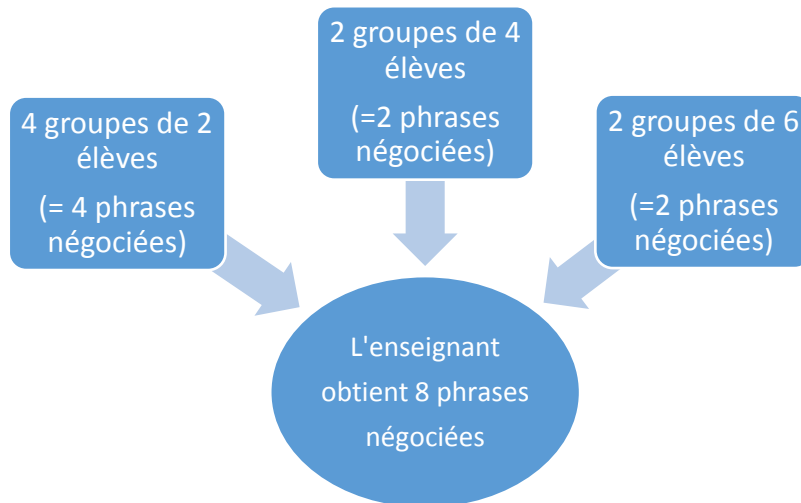 4 groupes de 2
élèves
(= 4 phrases
négociées)
2 groupes de 4
élèves
(=2 phrases
négociées)
2 groupes de 6
élèves
(=2 phrases
négociées)
L'enseignant
obtient 8 phrases
négociées